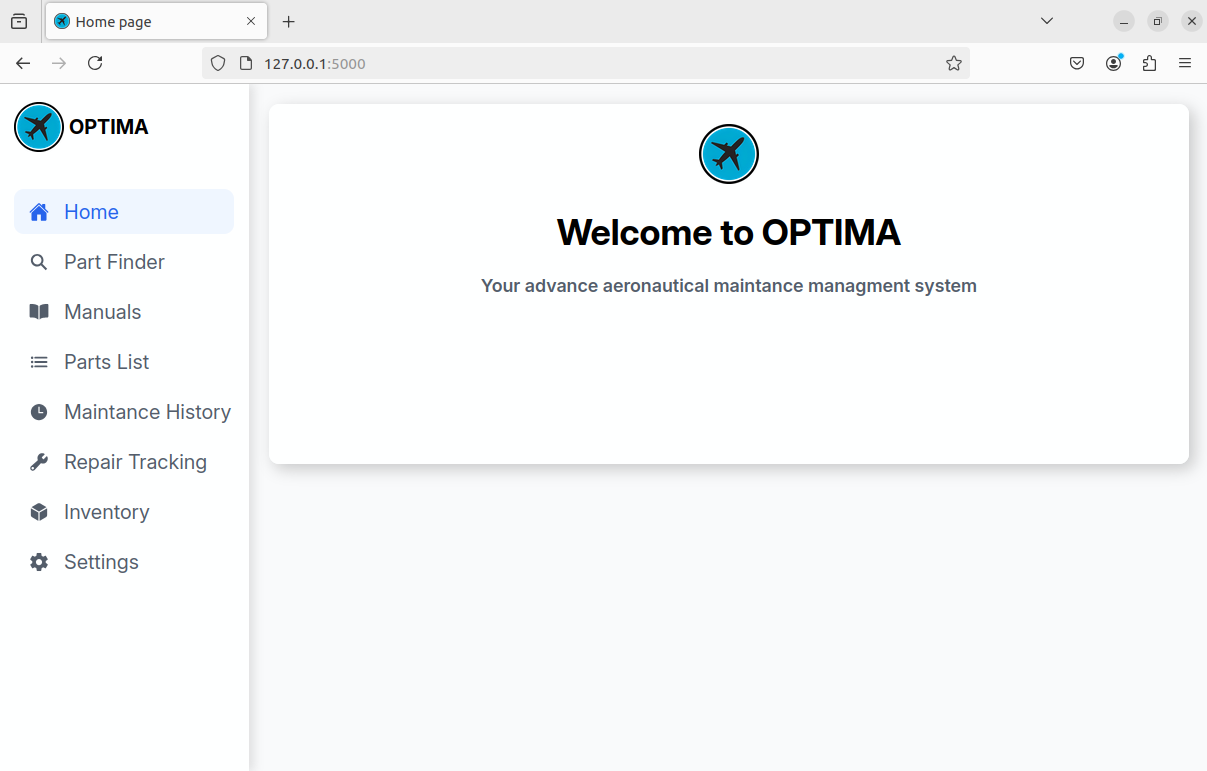 Home page
127.0.0.1:5000
OPTIMA
Home
Part Finder
Manuals
Parts List
Maintance History
Repair Tracking
Inventory
Settings
Welcome to OPTIMA
Your advance aeronautical maintance managment system